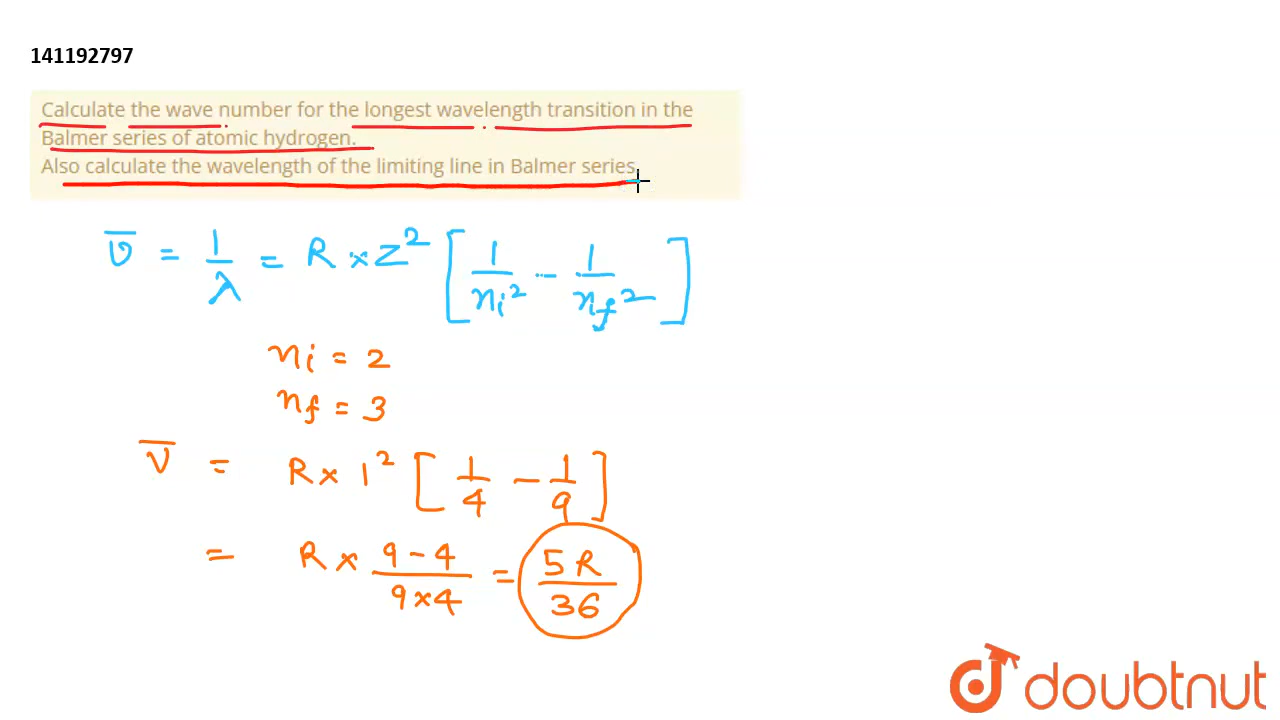 141192797
Calculate the wave number for the longest wavelength transition in the
Balmer series of atomic hydrogen.
Also calculate the wavelength of the limiting line in Balmer series.
ν̅ = 1/λ = R × Z² [1/nᵢ² - 1/n_f²]
nᵢ = 2
n_f = 3
ν̅ = R × 1² [1/4 - 1/9]
= R × (9-4)/(9×4) = 5R/36
doubtnut